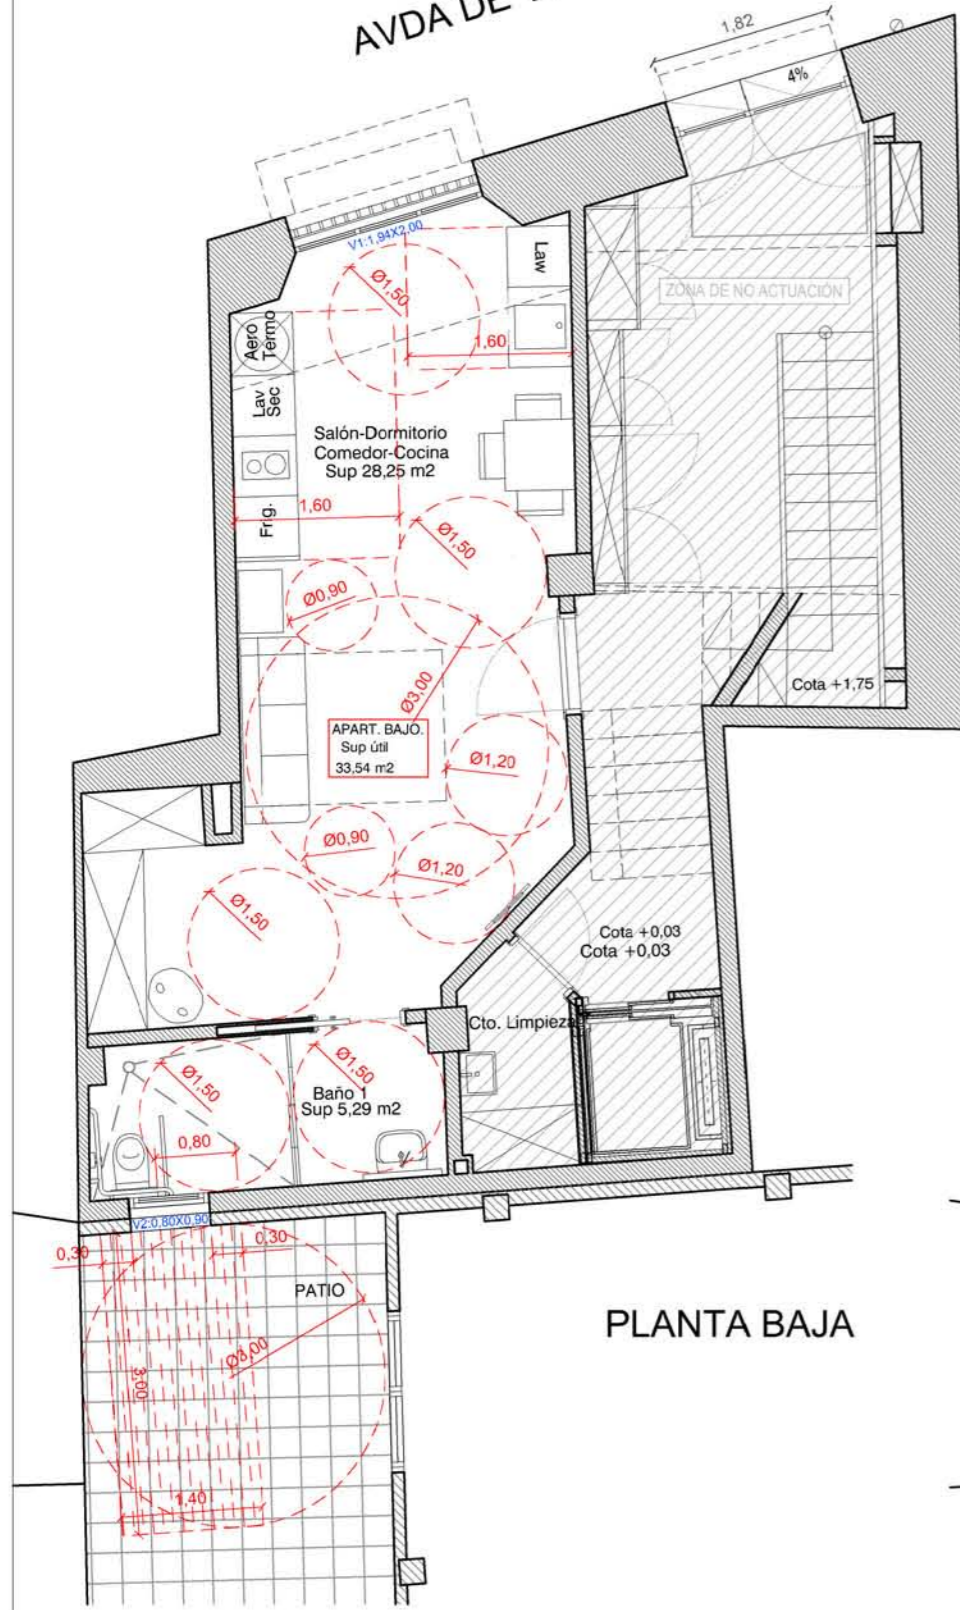 AVDA DE
1,82
4%
V1:1,94X2,00
Law
Ø1,50
ZONA DE NO ACTUACIÓN
Aero
Termo
1,60
Lav
Sec
Salón-Dormitorio
Comedor-Cocina
Sup 28,25 m2
Frig.
1,60
Ø1,50
Ø0,90
Ø3,00
Cota +1,75
APART. BAJO.
Sup útil
33,54 m2
Ø1,20
Ø0,90
Ø1,20
Ø1,50
Cota +0,03
Cota +0,03
Cto. Limpieza
Ø1,50
Ø1,50
Baño 1
Sup 5,29 m2
0,80
V2:0,80X0,90
0,30
0,30
PATIO
Ø3,00
PLANTA BAJA
3,00
1,40